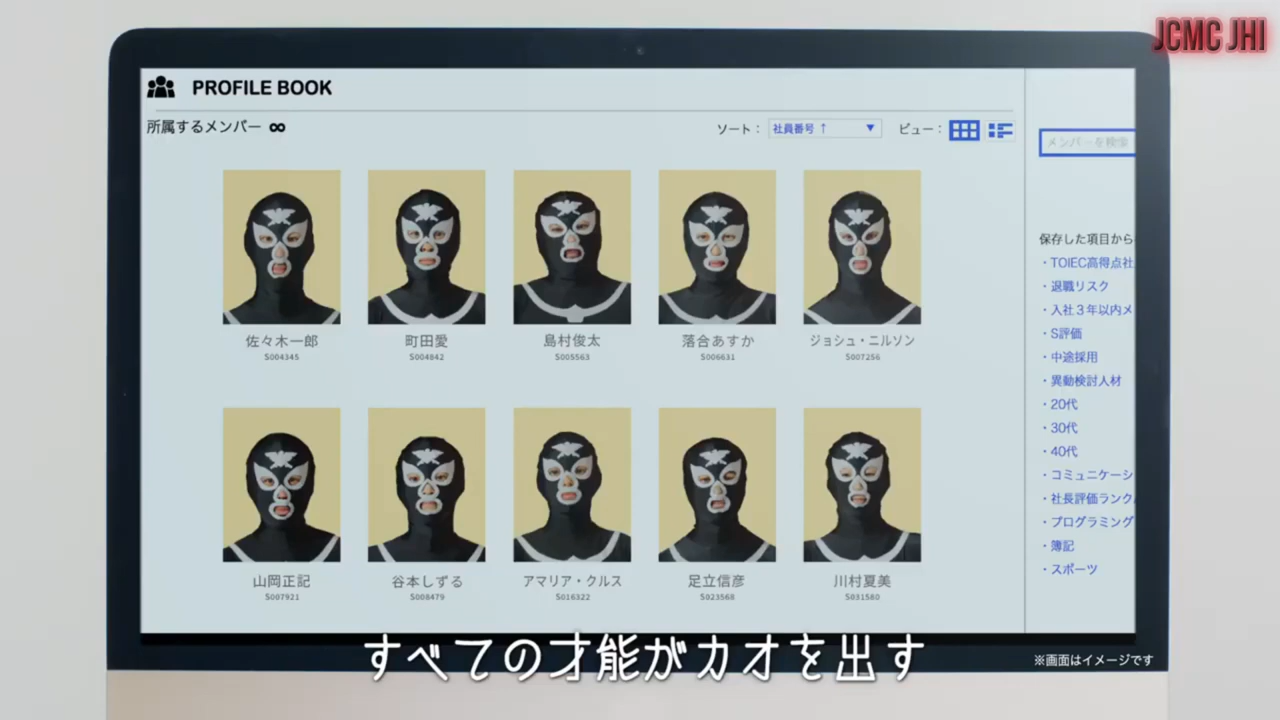 JCMC JHI
PROFILE BOOK
所属するメンバー ∞
ソート： 社員番号 ↑ ▼ ビュー：
メンバーを検索
佐々木一郎
S004345
町田愛
S004842
島村俊太
S005563
落合あすか
S006631
ジョシュ・ニルソン
S007256
山岡正記
S007921
谷本しずる
S008479
アマリア・クルス
S016322
足立信彦
S023568
川村夏美
S031580
保存した項目から
・TOIEC高得点社
・退職リスク
・入社３年以内メ
・S評価
・中途採用
・異動検討人材
・20代
・30代
・40代
・コミュニケーシ
・社長評価ランク
・プログラミング
・簿記
・スポーツ
すべての才能がカオを出す
※画面はイメージです